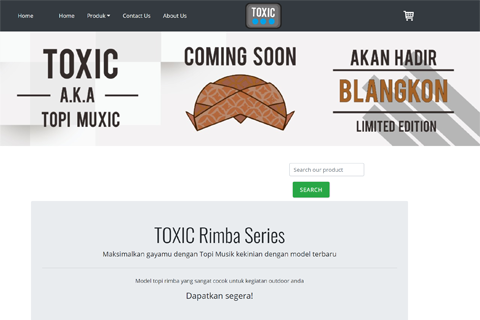 Home
Home
Produk
Contact Us
About Us
TOXIC
TOXIC
A.K.A
TOPI MUXIC
COMING SOON
AKAN HADIR
BLANGKON
LIMITED EDITION
Search our product
SEARCH
TOXIC Rimba Series
Maksimalkan gayamu dengan Topi Musik kekinian dengan model terbaru
Model topi rimba yang sangat cocok untuk kegiatan outdoor anda
Dapatkan segera!